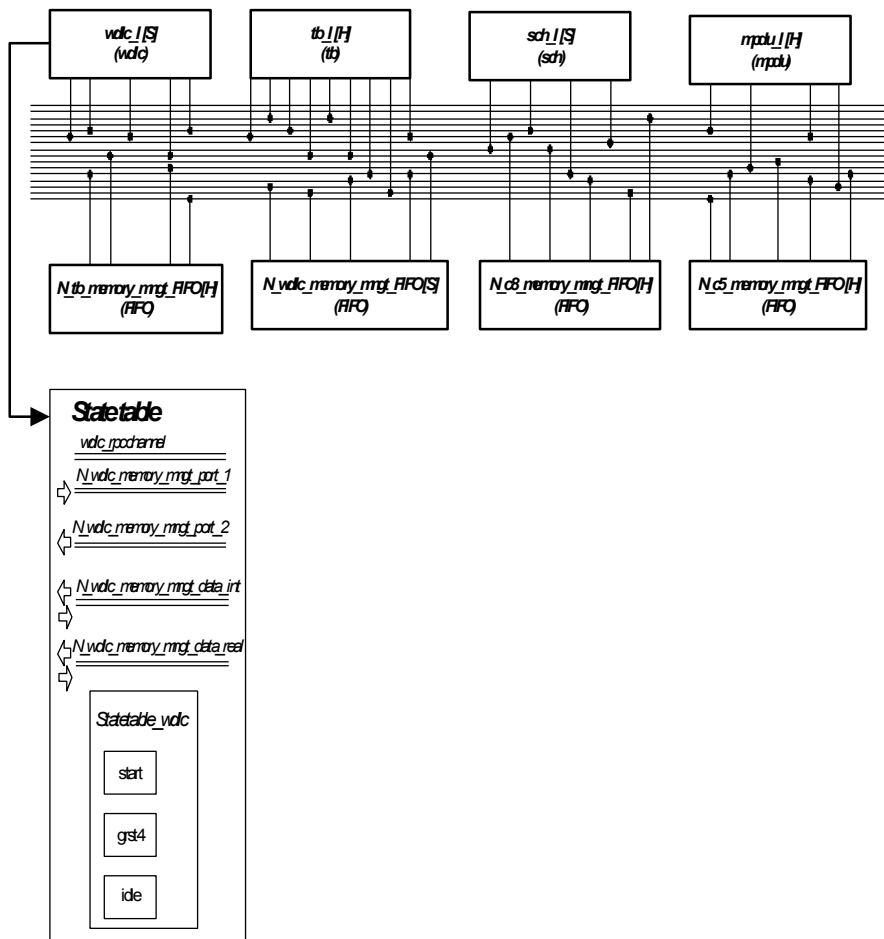 wdlc_I [S]
(wdlc)
tb_I [H]
(tb)
sch_I [S]
(sch)
mpdu_I [H]
(mpdu)
N_tb_memory_mngt_FIFO[H]
(FIFO)
N_wdlc_memory_mngt_FIFO[S]
(FIFO)
N_c8_memory_mngt_FIFO[H]
(FIFO)
N_c5_memory_mngt_FIFO[H]
(FIFO)
Statetable
wdlc_rpcchannel
N_wdlc_memory_mngt_port_1
N_wdlc_memory_mngt_port_2
N_wdlc_memory_mngt_data_int
N_wdlc_memory_mngt_data_real
Statetable_wdlc
start
grst4
idle